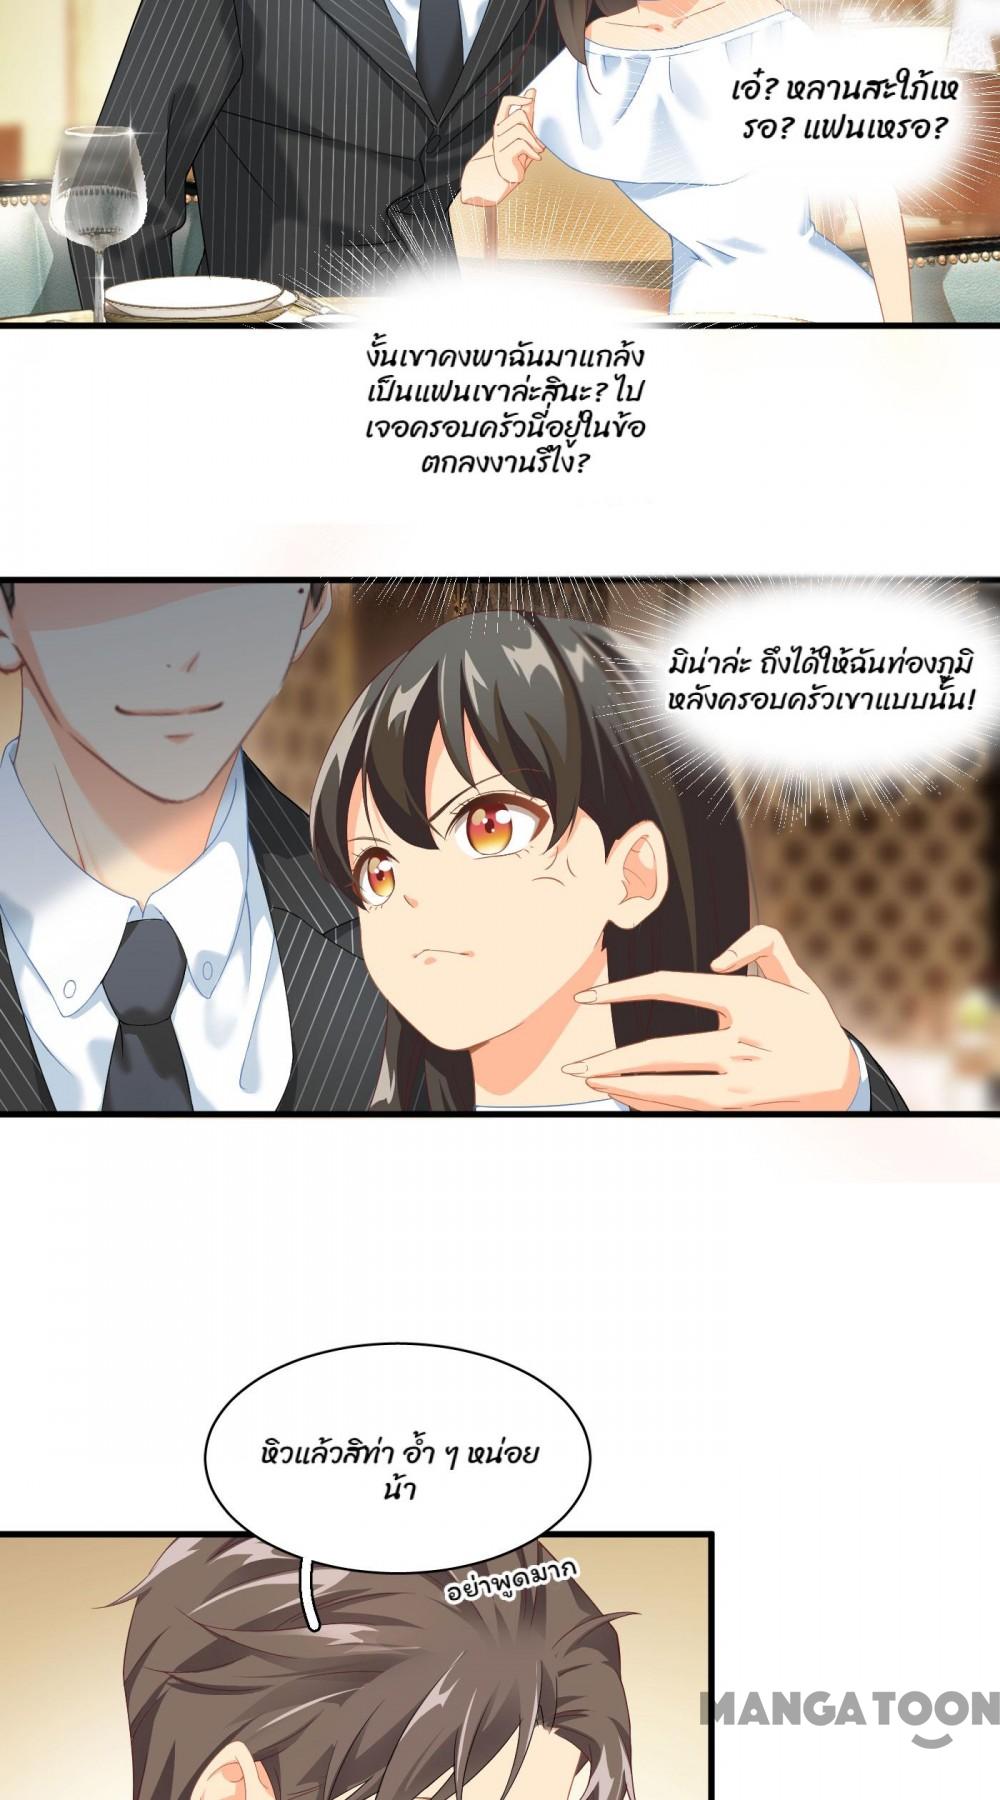 เอ๋? หลานสะใภ้เห
รอ? แฟนเหรอ?
งั้นเขาคงพาฉันมาแกล้ง
เป็นแฟนเขาล่ะสินะ? ไป
เจอครอบครัวนี่อยู่ในข้อ
ตกลงงานรึไง?
มิน่าล่ะ ถึงได้ให้ฉันท่องภูมิ
หลังครอบครัวเขาแบบนั้น!
หิวแล้วสิท่า อ้ำ ๆ หน่อย
น้า
อย่าพูดมาก
MANGATOON